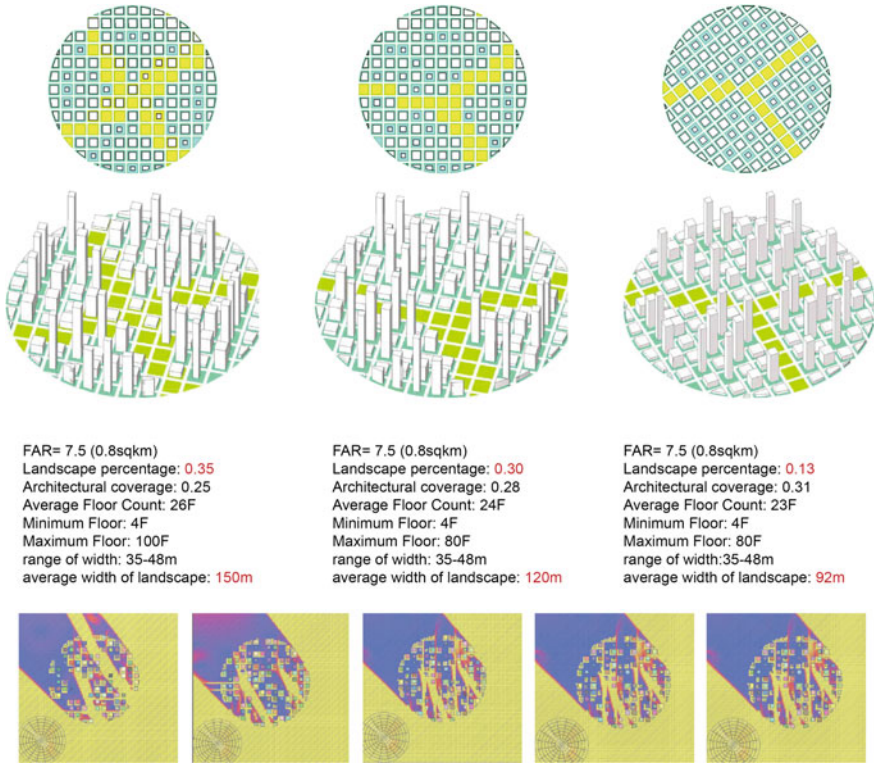 FAR= 7.5 (0.8sqkm)
Landscape percentage: 0.35
Architectural coverage: 0.25
Average Floor Count: 26F
Minimum Floor: 4F
Maximum Floor: 100F
range of width: 35-48m
average width of landscape: 150m
FAR= 7.5 (0.8sqkm)
Landscape percentage: 0.30
Architectural coverage: 0.28
Average Floor Count: 24F
Minimum Floor: 4F
Maximum Floor: 80F
range of width: 35-48m
average width of landscape: 120m
FAR= 7.5 (0.8sqkm)
Landscape percentage: 0.13
Architectural coverage: 0.31
Average Floor Count: 23F
Minimum Floor: 4F
Maximum Floor: 80F
range of width:35-48m
average width of landscape: 92m